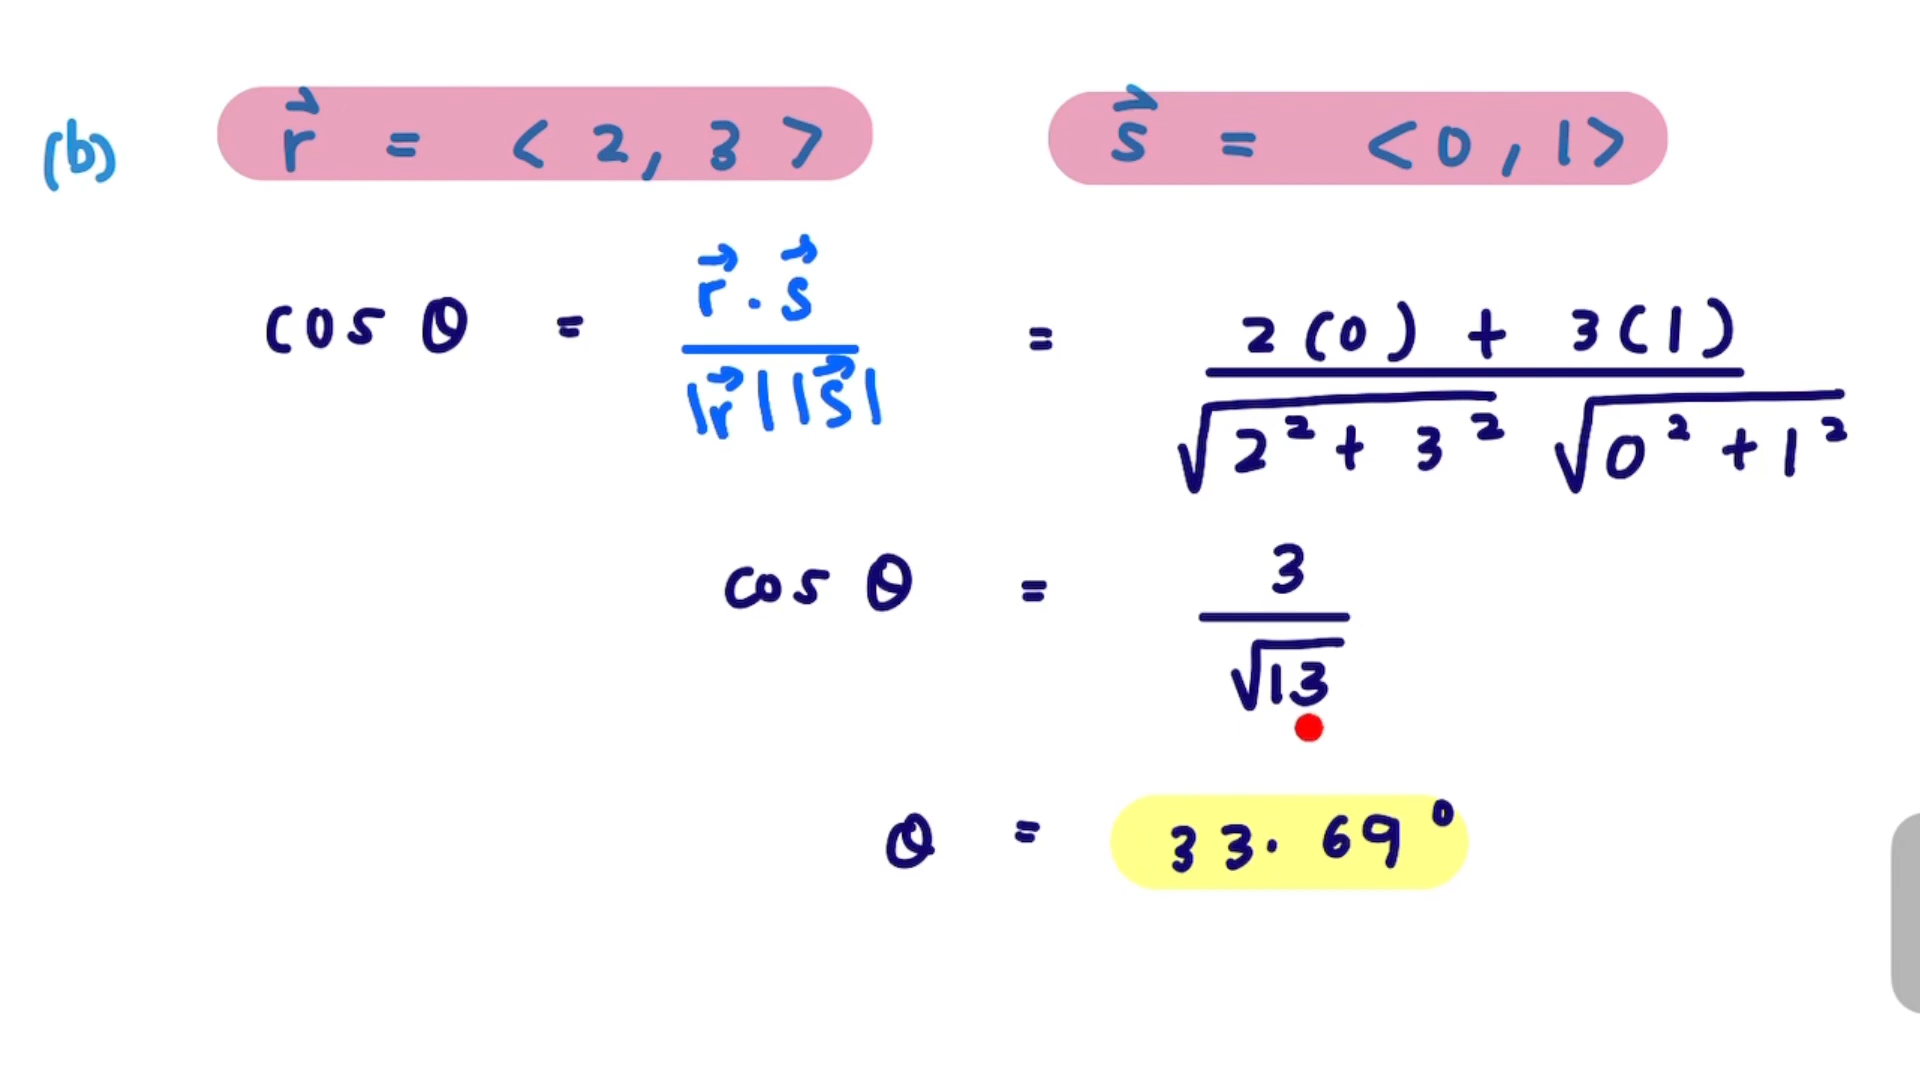 (b) r⃗ = < 2, 3 > s⃗ = <0, 1>
cos θ = r⃗ . s⃗ / |r⃗| |s⃗| = 2(0) + 3(1) / √(2² + 3²) √(0² + 1²)
cos θ = 3 / √13
θ = 33.69°